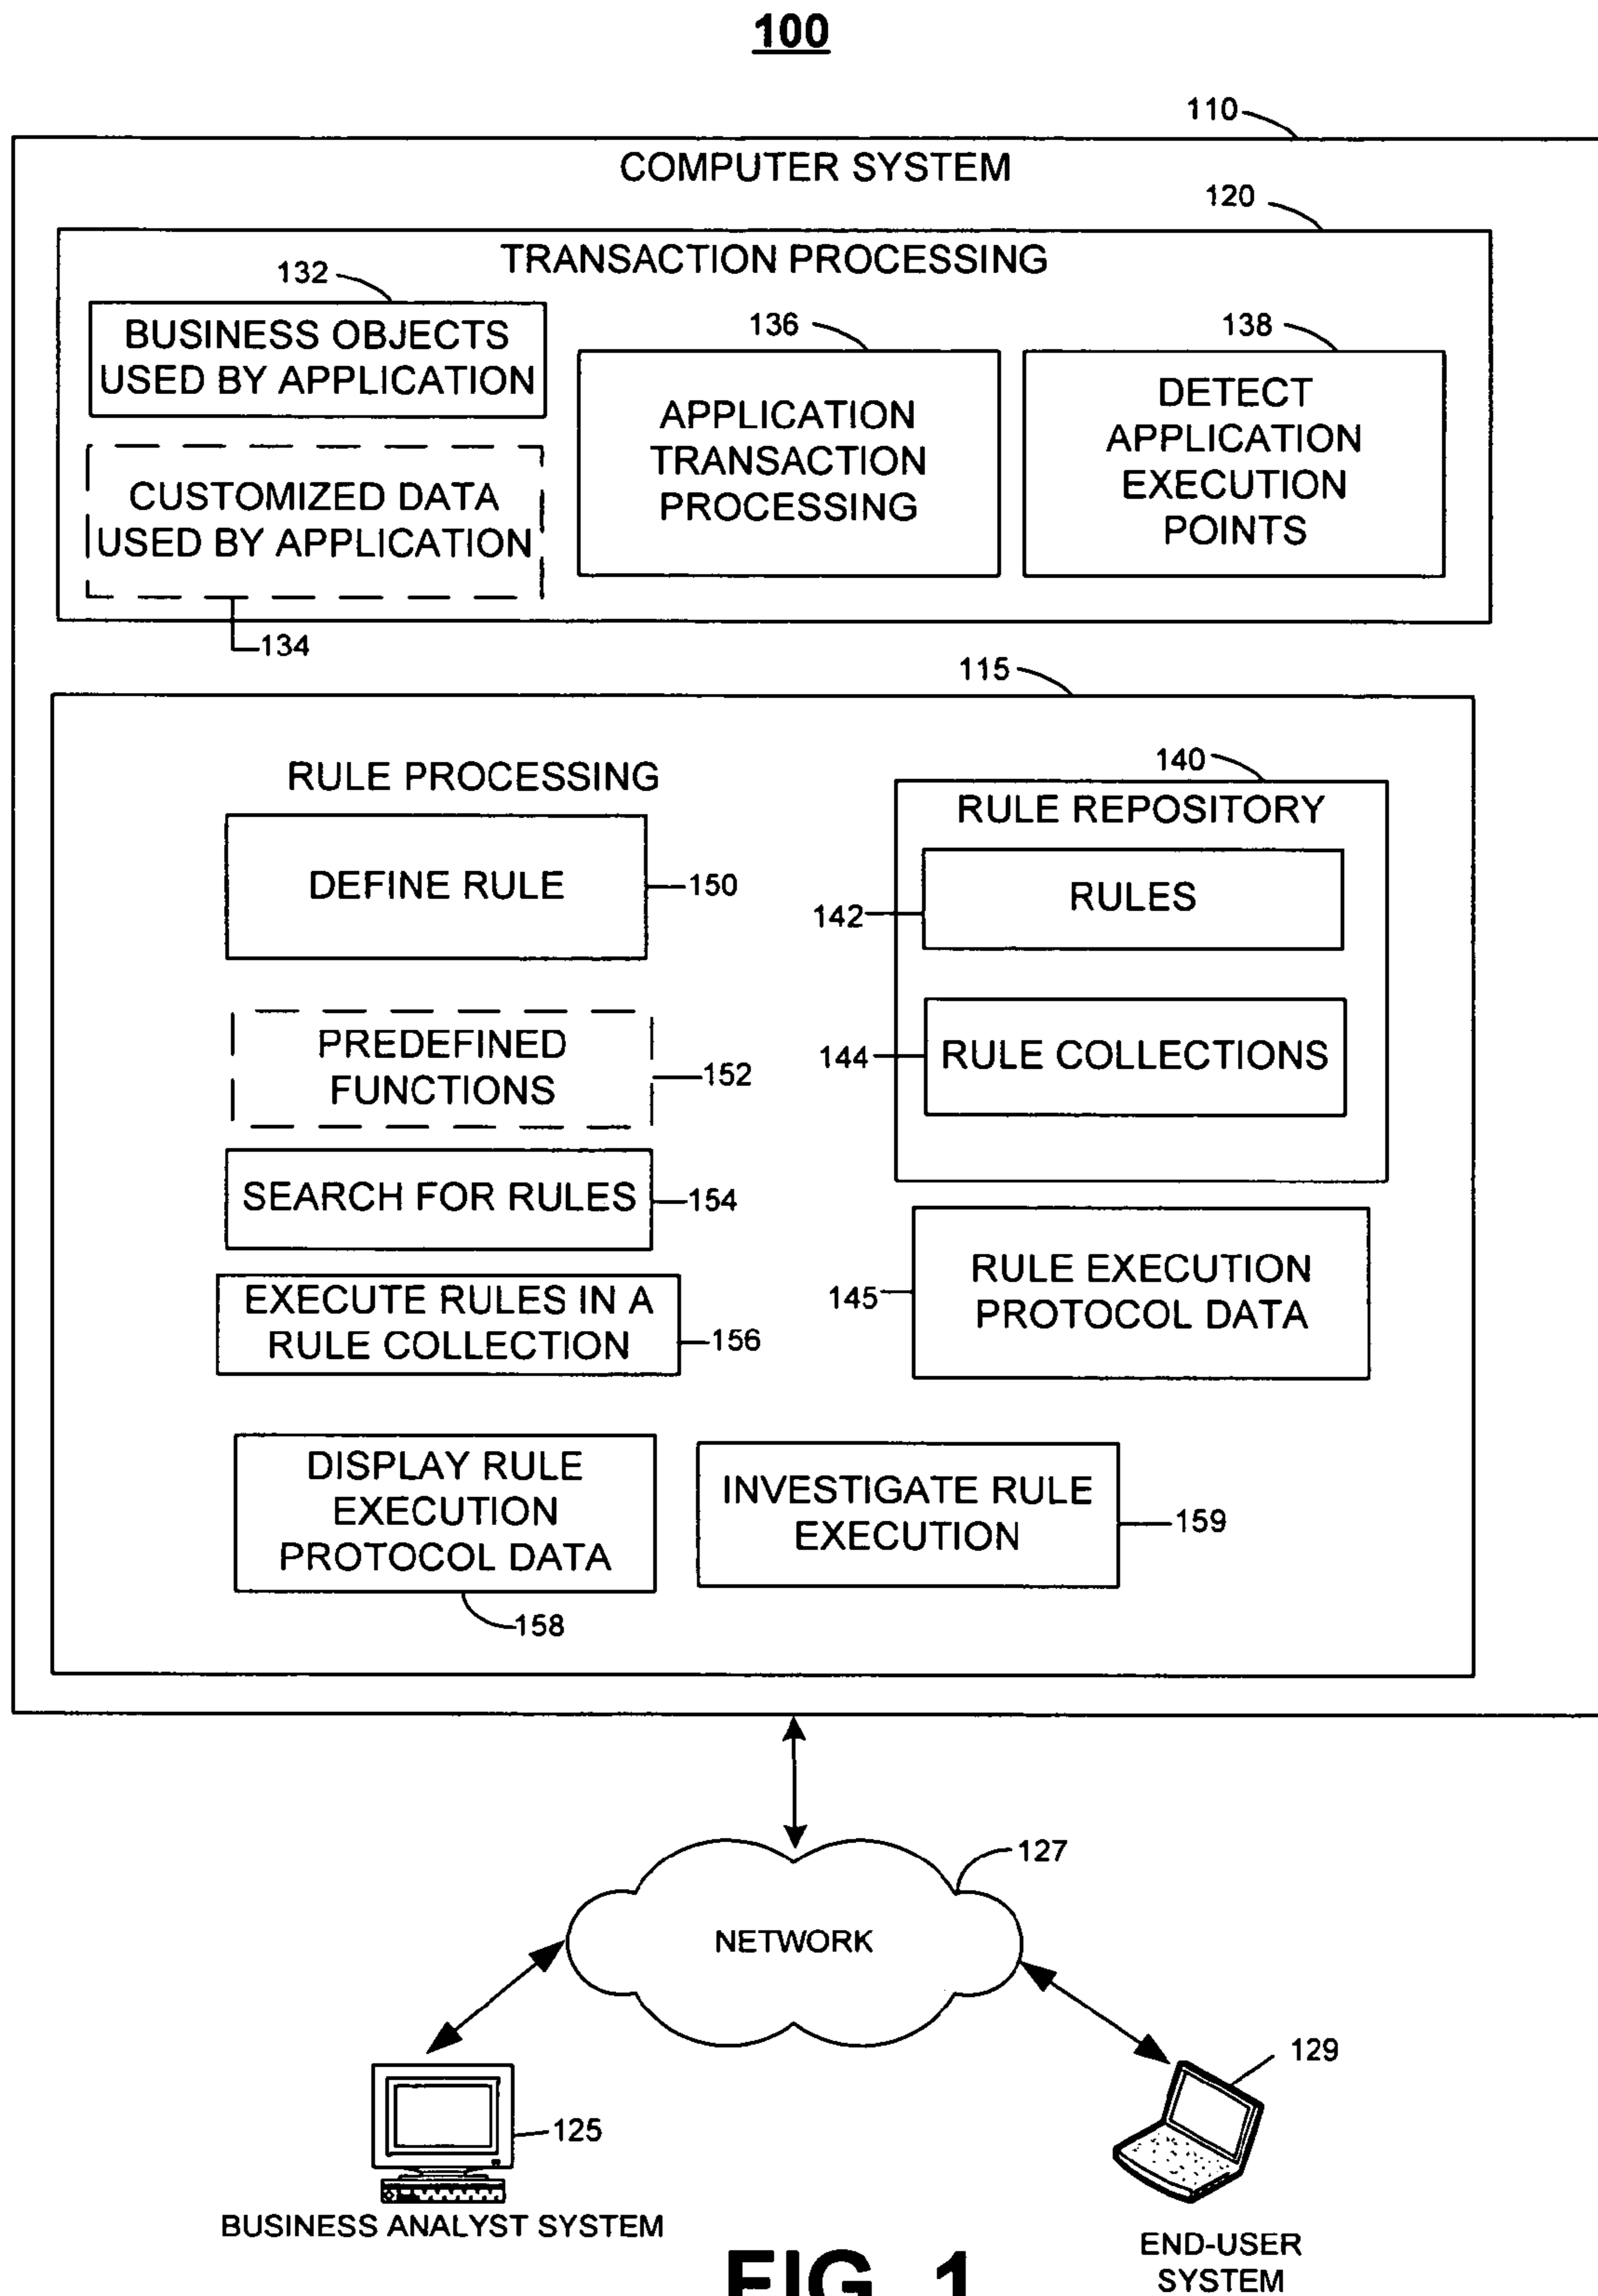 100
110
COMPUTER SYSTEM
120
TRANSACTION PROCESSING
132
BUSINESS OBJECTS
USED BY APPLICATION
CUSTOMIZED DATA
USED BY APPLICATION
134
136
APPLICATION
TRANSACTION
PROCESSING
138
DETECT
APPLICATION
EXECUTION
POINTS
115
RULE PROCESSING
DEFINE RULE
150
PREDEFINED
FUNCTIONS
152
SEARCH FOR RULES
154
EXECUTE RULES IN A
RULE COLLECTION
156
140
RULE REPOSITORY
RULES
142
144
RULE COLLECTIONS
145
RULE EXECUTION
PROTOCOL DATA
DISPLAY RULE
EXECUTION
PROTOCOL DATA
158
INVESTIGATE RULE
EXECUTION
159
127
NETWORK
125
BUSINESS ANALYST SYSTEM
129
END-USER
SYSTEM
FIG. 1